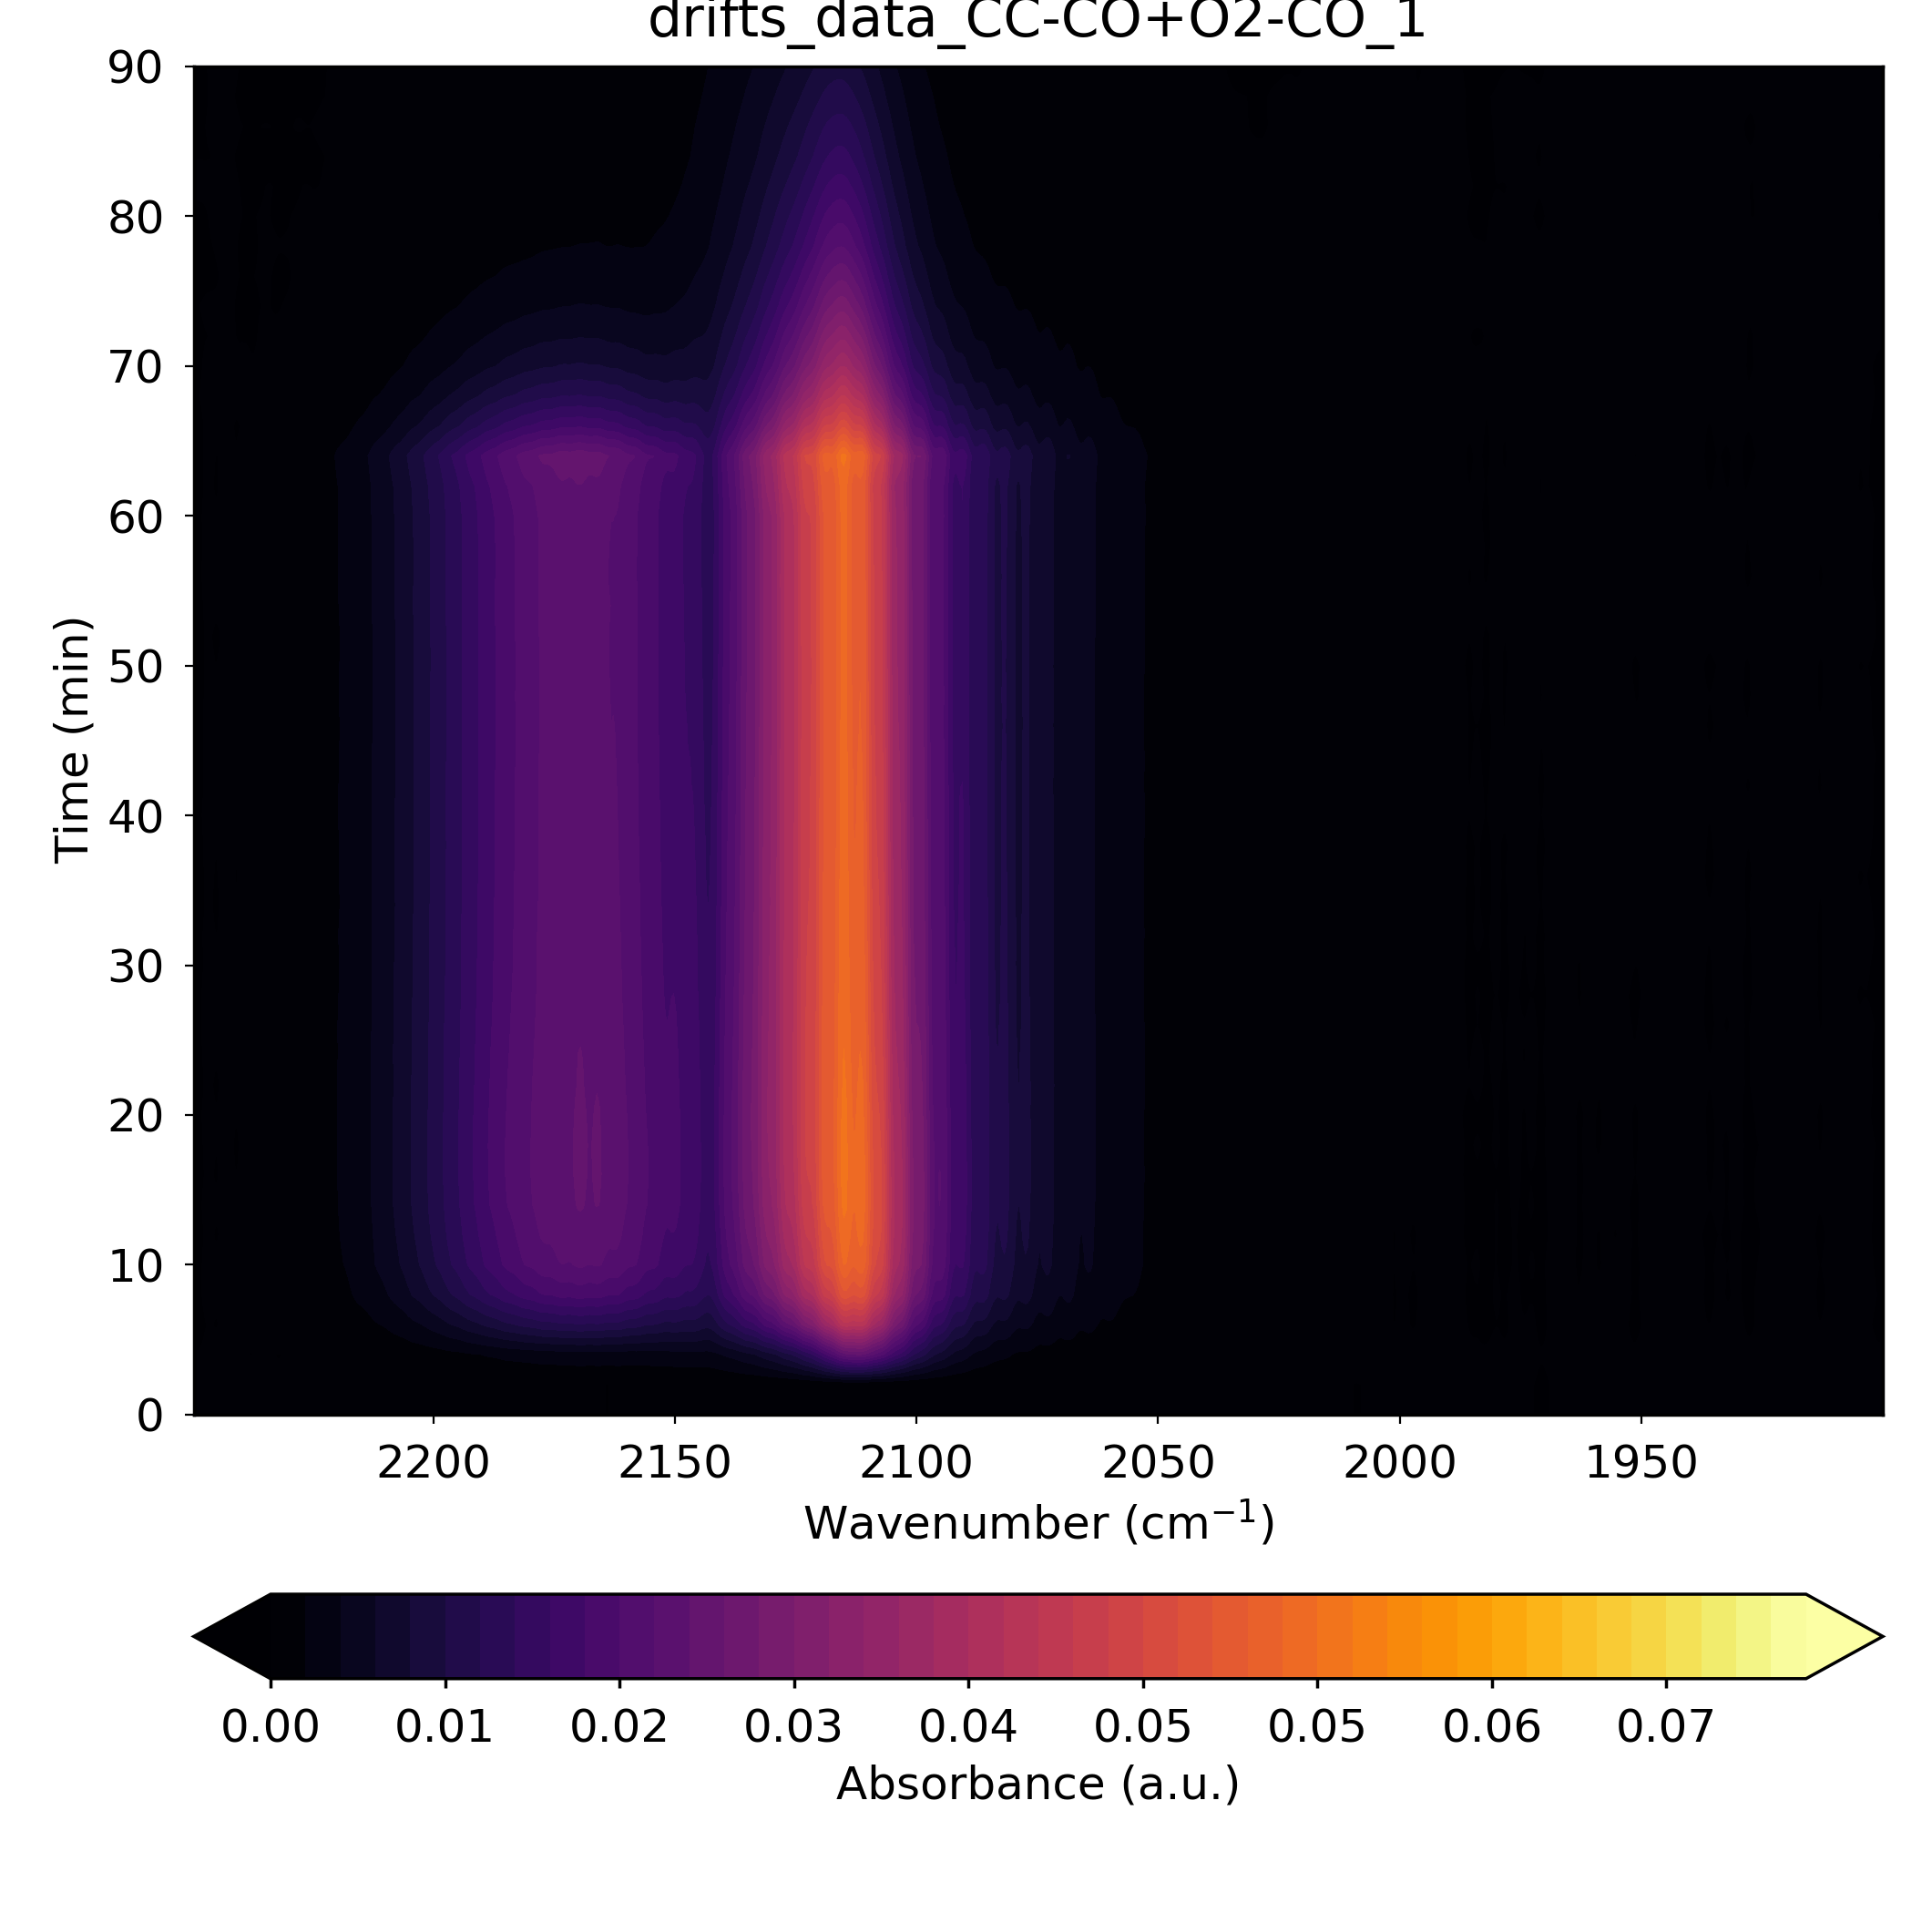 drifts_data_CC-CO+O2-CO_1
90
80
70
60
50
40
30
20
10
0
Time (min)
2200 2150 2100 2050 2000 1950
Wavenumber (cm⁻¹)
0.00 0.01 0.02 0.03 0.04 0.05 0.05 0.06 0.07
Absorbance (a.u.)